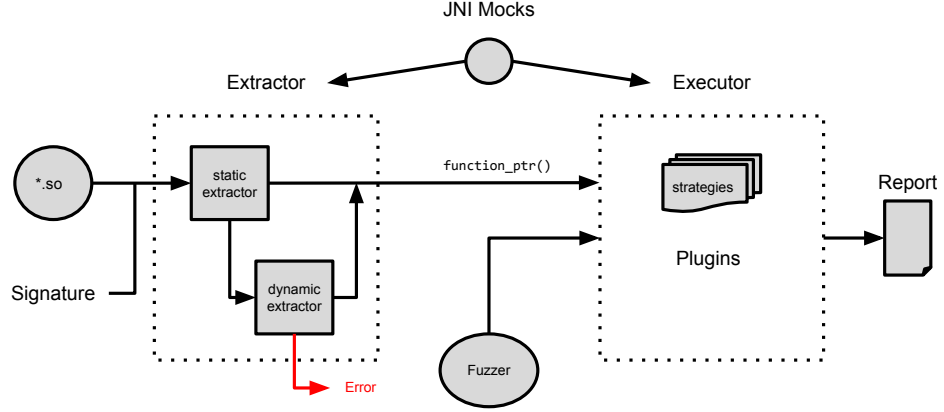 JNI Mocks
Extractor
Executor
*.so
static
extractor
function_ptr()
strategies
Report
Signature
dynamic
extractor
Plugins
Fuzzer
Error